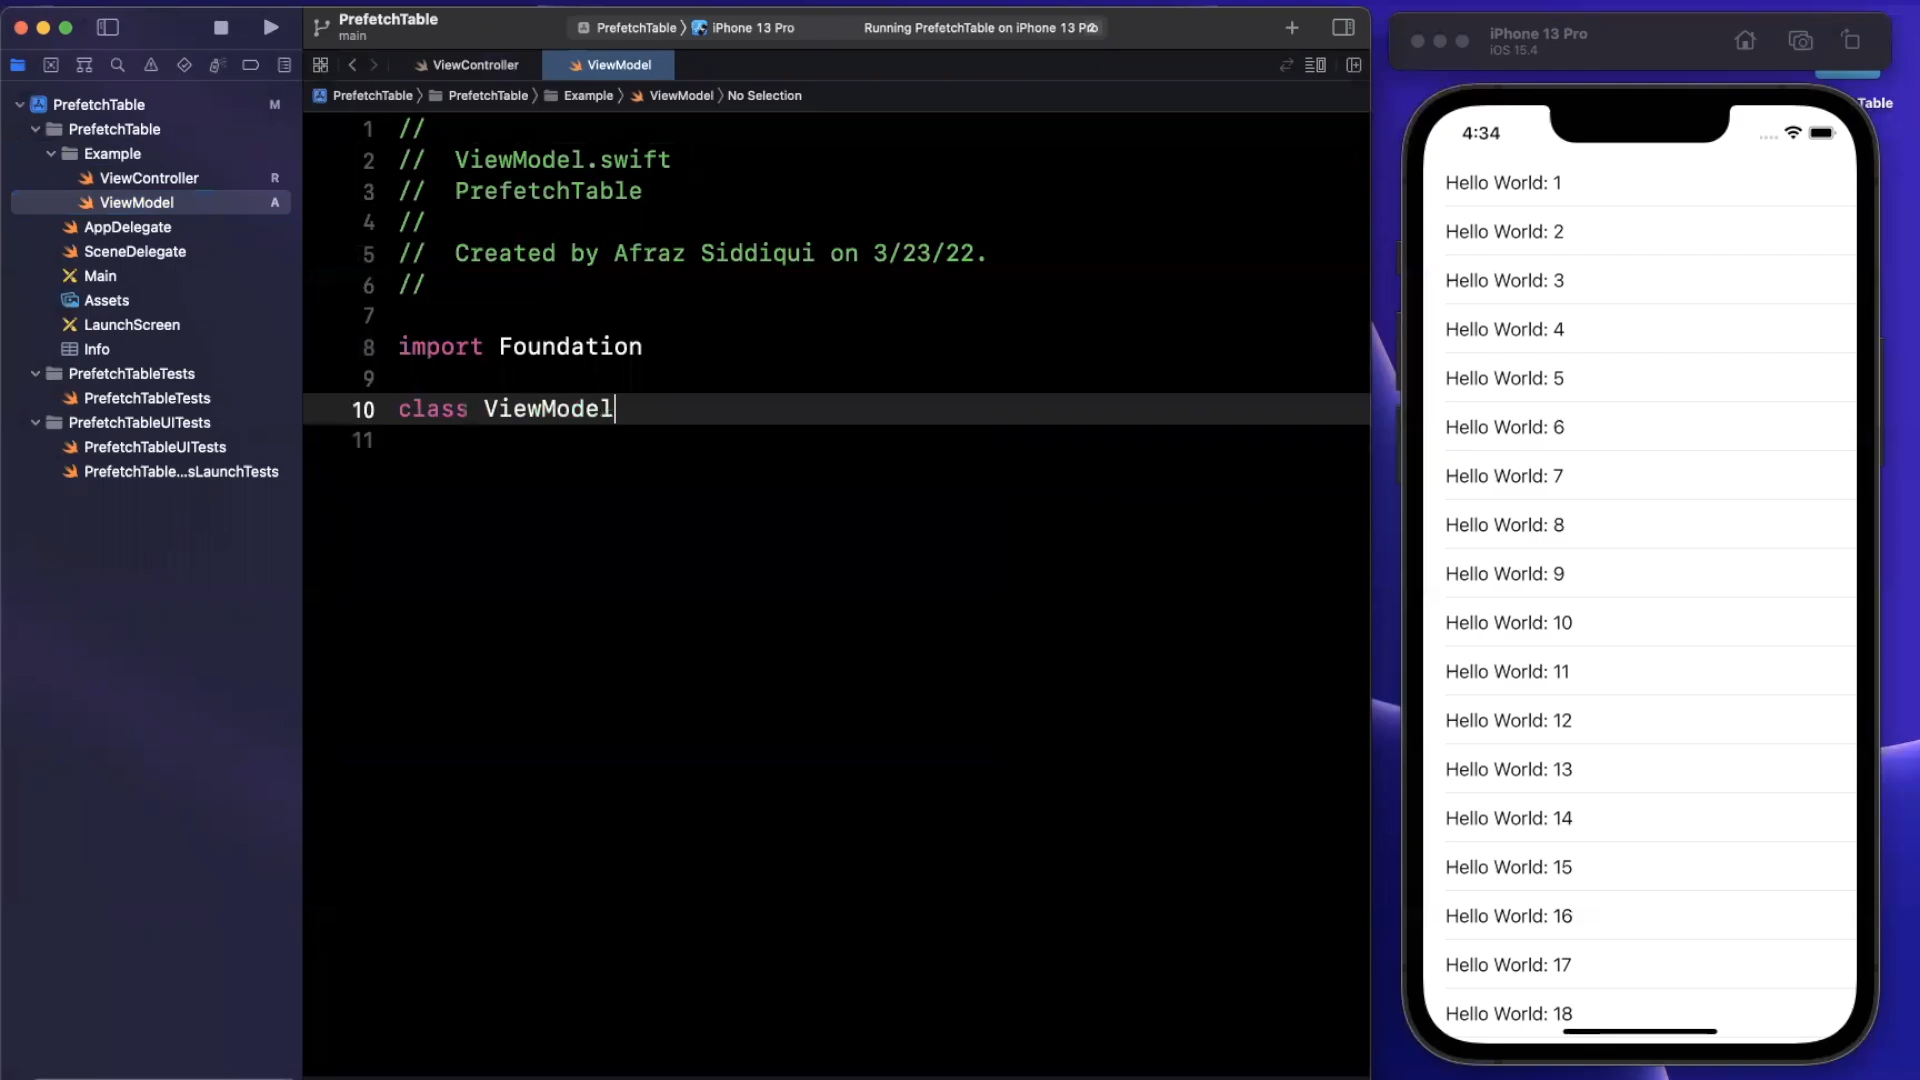 PrefetchTable
main
PrefetchTable 〉 iPhone 13 Pro
Running PrefetchTable on iPhone 13 Pro
ViewController
ViewModel
PrefetchTable 〉 PrefetchTable 〉 Example 〉 ViewModel 〉 No Selection
PrefetchTable M
PrefetchTable
Example
ViewController R
ViewModel A
AppDelegate
SceneDelegate
Main
Assets
LaunchScreen
Info
PrefetchTableTests
PrefetchTableTests
PrefetchTableUITests
PrefetchTableUITests
PrefetchTable...sLaunchTests
1 //
2 //  ViewModel.swift
3 //  PrefetchTable
4 //
5 //  Created by Afraz Siddiqui on 3/23/22.
6 //
7
8 import Foundation
9
10 class ViewModel
11
iPhone 13 Pro
iOS 15.4
Table
4:34
Hello World: 1
Hello World: 2
Hello World: 3
Hello World: 4
Hello World: 5
Hello World: 6
Hello World: 7
Hello World: 8
Hello World: 9
Hello World: 10
Hello World: 11
Hello World: 12
Hello World: 13
Hello World: 14
Hello World: 15
Hello World: 16
Hello World: 17
Hello World: 18